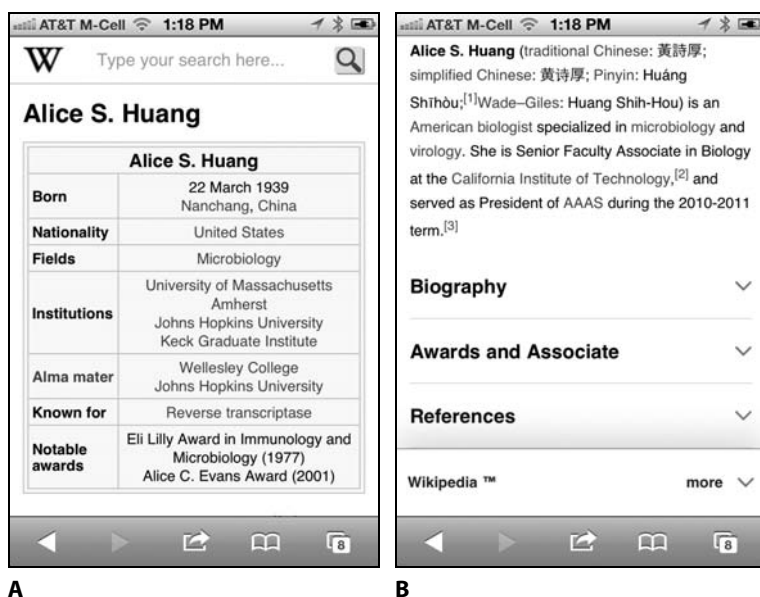 AT&T M-Cell 1:18 PM
W Type your search here...
Alice S. Huang
Alice S. Huang
Born 22 March 1939
Nanchang, China
Nationality United States
Fields Microbiology
Institutions University of Massachusetts
Amherst
Johns Hopkins University
Keck Graduate Institute
Alma mater Wellesley College
Johns Hopkins University
Known for Reverse transcriptase
Notable awards Eli Lilly Award in Immunology and
Microbiology (1977)
Alice C. Evans Award (2001)
8
A
AT&T M-Cell 1:18 PM
Alice S. Huang (traditional Chinese: 黃詩厚;
simplified Chinese: 黄诗厚; Pinyin: Huáng
Shīhòu;[1]Wade–Giles: Huang Shih-Hou) is an
American biologist specialized in microbiology and
virology. She is Senior Faculty Associate in Biology
at the California Institute of Technology,[2] and
served as President of AAAS during the 2010-2011
term.[3]
Biography
Awards and Associate
References
Wikipedia ™ more
8
B